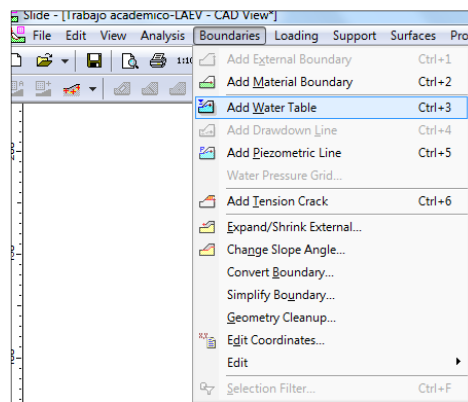 Slide - [Trabajo academico-LAEV - CAD View*]
File Edit View Analysis Boundaries Loading Support Surfaces Pro
Add External Boundary Ctrl+1
Add Material Boundary Ctrl+2
Add Water Table Ctrl+3
Add Drawdown Line Ctrl+4
Add Piezometric Line Ctrl+5
Water Pressure Grid...
Add Tension Crack Ctrl+6
Expand/Shrink External...
Change Slope Angle...
Convert Boundary...
Simplify Boundary...
Geometry Cleanup...
Edit Coordinates...
Edit
Selection Filter... Ctrl+F